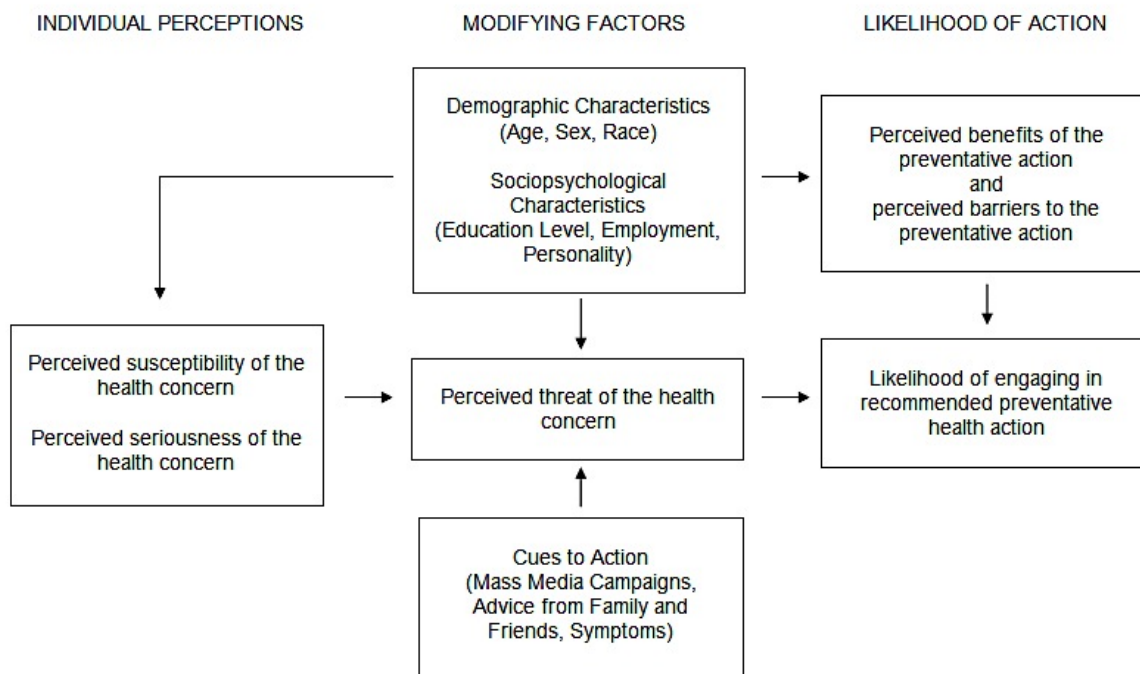 INDIVIDUAL PERCEPTIONS
MODIFYING FACTORS
LIKELIHOOD OF ACTION
Demographic Characteristics
(Age, Sex, Race)
Sociopsychological
Characteristics
(Education Level, Employment,
Personality)
Perceived benefits of the
preventative action
and
perceived barriers to the
preventative action
Perceived susceptibility of the
health concern
Perceived seriousness of the
health concern
Perceived threat of the health
concern
Likelihood of engaging in
recommended preventative
health action
Cues to Action
(Mass Media Campaigns,
Advice from Family and
Friends, Symptoms)